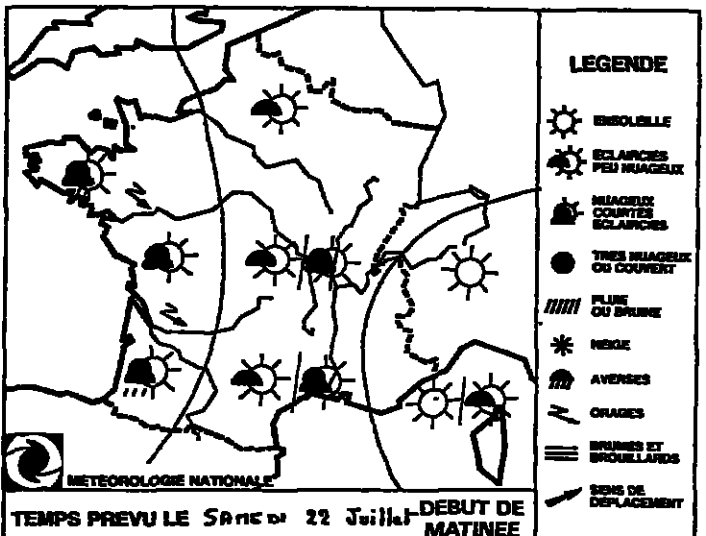 LEGENDE
ENSOLEILLE
ECLAIRCIES
PEU NUAGEUX
NUAGEUX
COURTES
ECLAIRCIES
TRES NUAGEUX
OU COUVERT
PLUIE
OU BRUINE
NEIGE
AVERSES
ORAGES
BRUMES ET
BROUILLARDS
SENS DE
DEPLACEMENT
METEOROLOGIE NATIONALE
TEMPS PREVU LE SAMEDI 22 Juillet DEBUT DE
MATINEE